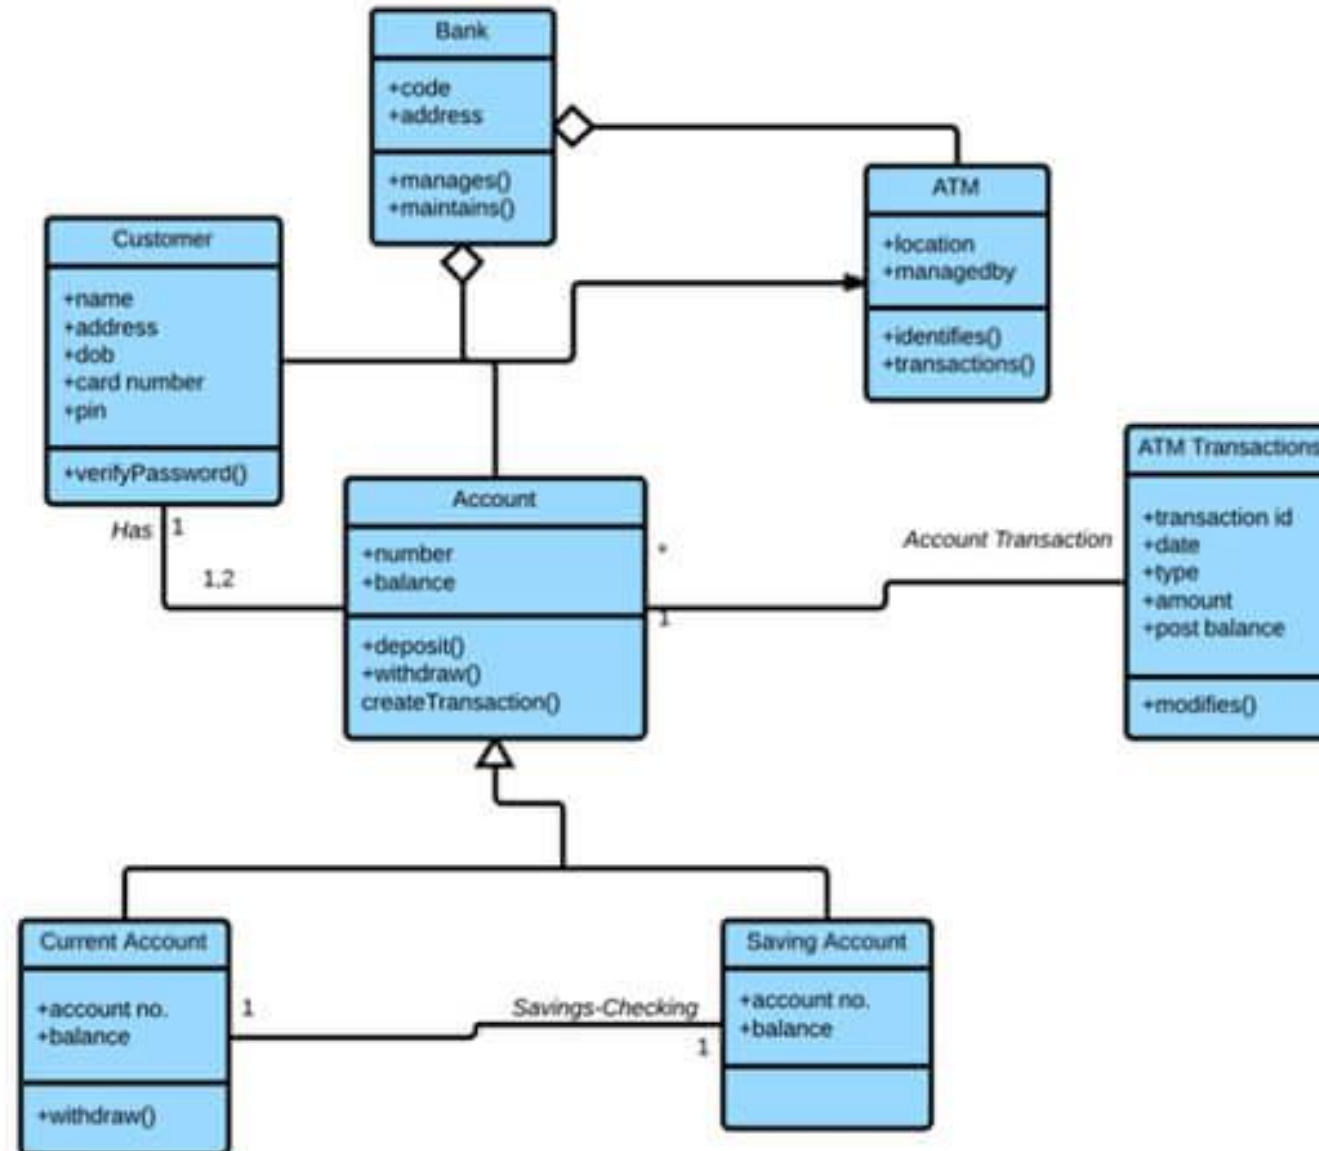 Bank
+code
+address
+manages()
+maintains()
ATM
+location
+managedby
+identifies()
+transactions()
Customer
+name
+address
+dob
+card number
+pin
+verifyPassword()
Has
1
1,2
Account
+number
+balance
+deposit()
+withdraw()
createTransaction()
*
1
Account Transaction
ATM Transactions
+transaction id
+date
+type
+amount
+post balance
+modifies()
Current Account
+account no.
+balance
+withdraw()
1
Savings-Checking
1
Saving Account
+account no.
+balance